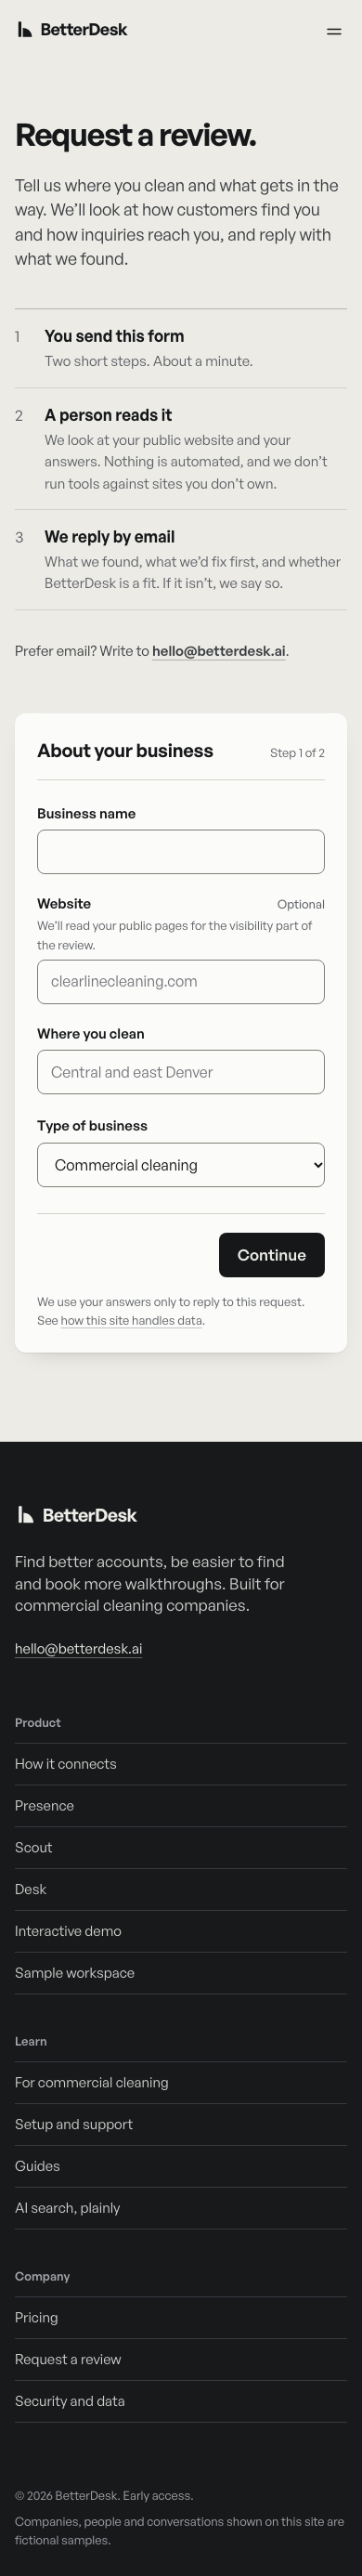 BetterDesk
Request a review.
Tell us where you clean and what gets in the
way. We’ll look at how customers find you
and how inquiries reach you, and reply with
what we found.
1 You send this form
Two short steps. About a minute.
2 A person reads it
We look at your public website and your
answers. Nothing is automated, and we don’t
run tools against sites you don’t own.
3 We reply by email
What we found, what we’d fix first, and whether
BetterDesk is a fit. If it isn’t, we say so.
Prefer email? Write to hello@betterdesk.ai.
About your business Step 1 of 2
Business name
Website Optional
We’ll read your public pages for the visibility part of
the review.
clearlinecleaning.com
Where you clean
Central and east Denver
Type of business
Commercial cleaning
Continue
We use your answers only to reply to this request.
See how this site handles data.
BetterDesk
Find better accounts, be easier to find
and book more walkthroughs. Built for
commercial cleaning companies.
hello@betterdesk.ai
Product
How it connects
Presence
Scout
Desk
Interactive demo
Sample workspace
Learn
For commercial cleaning
Setup and support
Guides
AI search, plainly
Company
Pricing
Request a review
Security and data
© 2026 BetterDesk. Early access.
Companies, people and conversations shown on this site are
fictional samples.